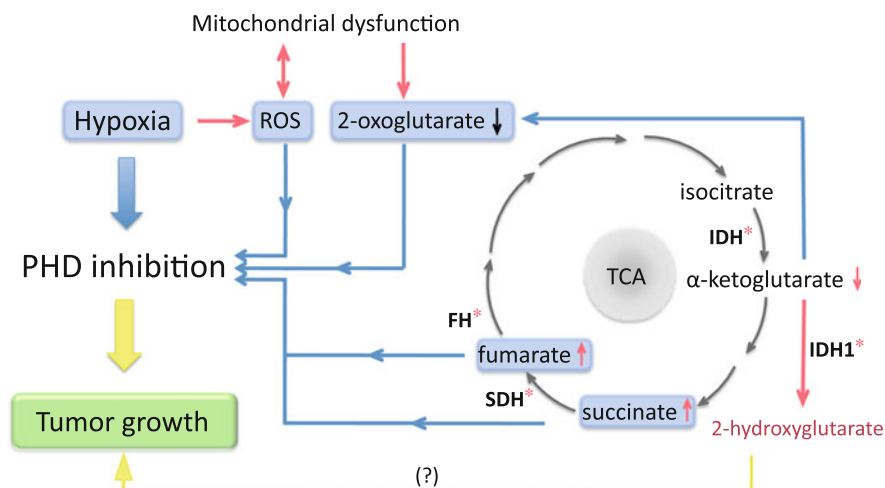 Mitochondrial dysfunction
Hypoxia
ROS
2-oxoglutarate
isocitrate
IDH*
PHD inhibition
TCA
α-ketoglutarate
FH*
fumarate
IDH1*
SDH*
Tumor growth
succinate
2-hydroxyglutarate
(?)